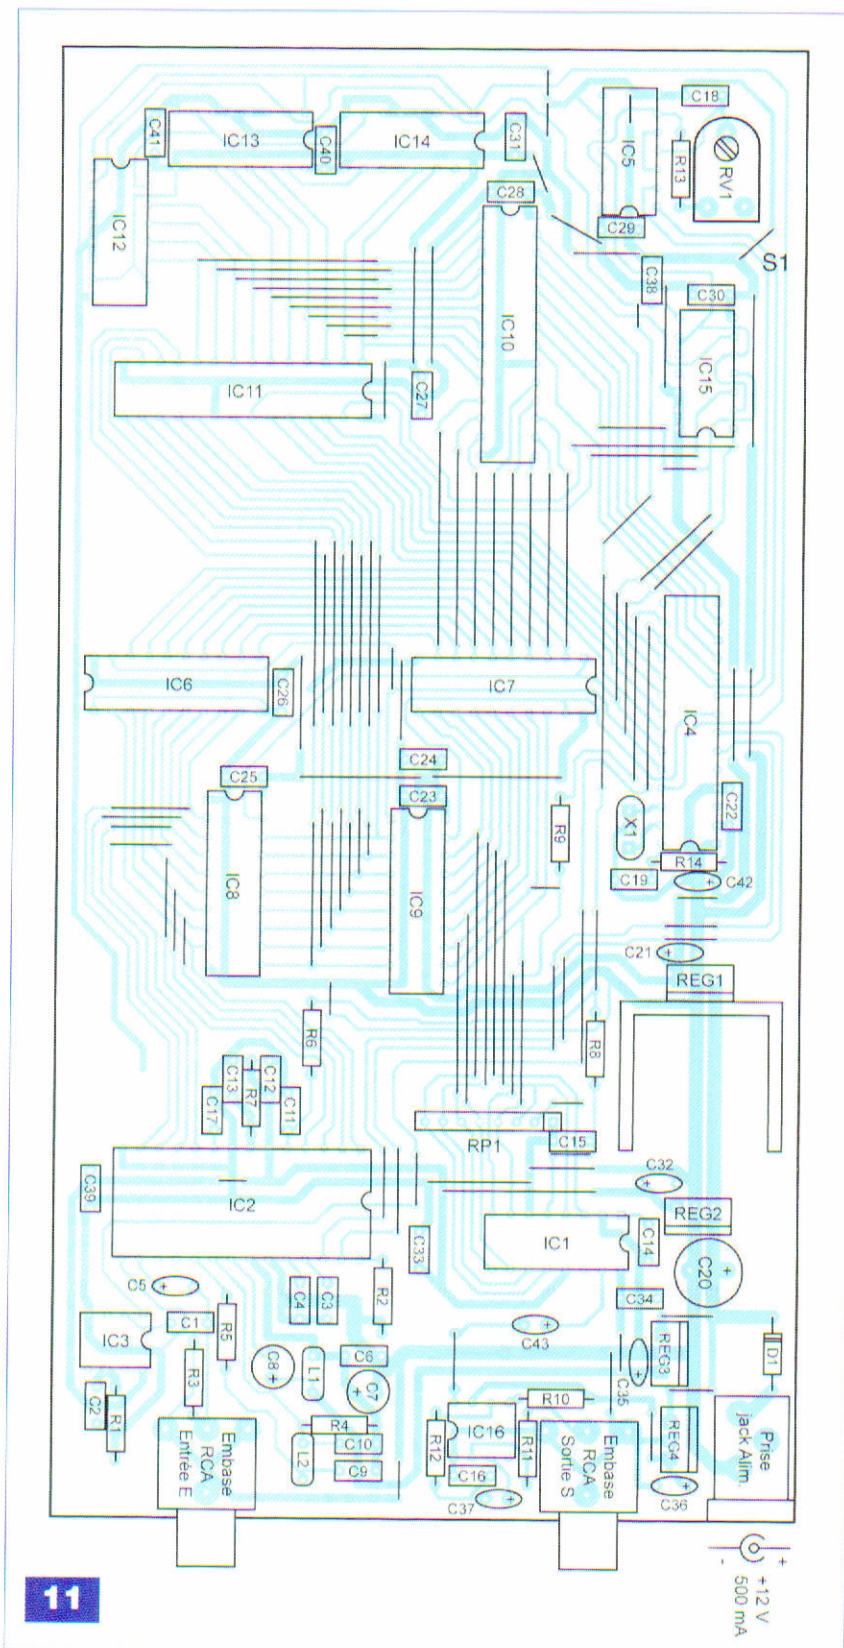 C18
C41
IC13
C40
IC14
C31
IC5
R13
RV1
IC12
C28
C29
S1
C38
C30
IC10
IC15
IC11
C27
IC6
C26
IC7
IC4
C24
C25
C23
C22
R9
X1
IC8
IC9
R14
C19
C42
C21
REG1
R6
R8
C13
C12
R7
C17
C11
RP1
C15
C39
IC2
C32
REG2
IC1
C14
C33
C20
C5
C4
C3
R2
C34
C1
R5
C43
D1
IC3
C6
REG3
R3
C8
L1
C7
C35
C2
R1
R4
R10
IC16
C10
R12
R11
REG4
Prise
jack Alim.
Embase
RCA
Entrée E
L2
C9
C16
Embase
RCA
Sortie S
C37
C36
+12 V
500 mA
+
-
11